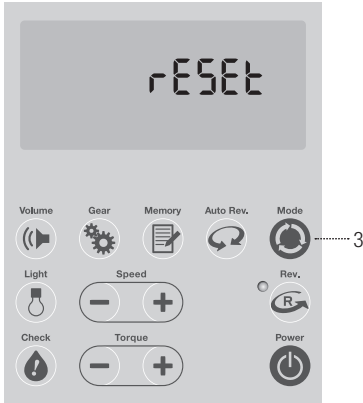 rESEt
Volume Gear Memory Auto Rev. Mode
3
Light Speed Rev.
R
Check Torque Power